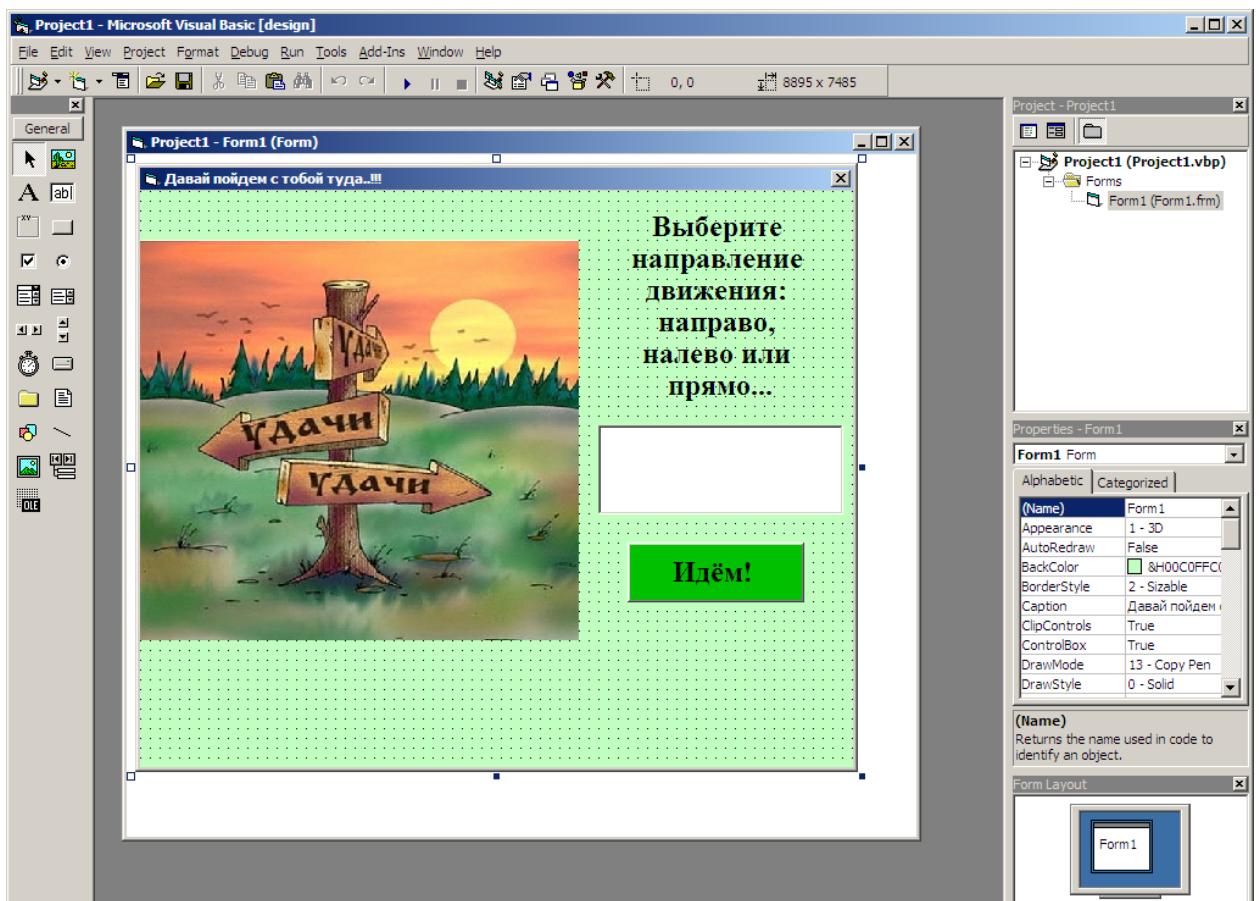 Project1 - Microsoft Visual Basic [design]
File Edit View Project Format Debug Run Tools Add-Ins Window Help
0, 0 8895 x 7485
General
Project1 - Form1 (Form)
Давай пойдем с тобой туда..!!!
Выберите
направление
движения:
направо,
налево или
прямо...
удачи
удачи
удачи
Идём!
Project - Project1
Project1 (Project1.vbp)
Forms
Form1 (Form1.frm)
Properties - Form1
Form1 Form
Alphabetic Categorized
(Name) Form1
Appearance 1 - 3D
AutoRedraw False
BackColor &H00C0FFC0
BorderStyle 2 - Sizable
Caption Давай пойдем
ClipControls True
ControlBox True
DrawMode 13 - Copy Pen
DrawStyle 0 - Solid
(Name)
Returns the name used in code to
identify an object.
Form Layout
Form1
A
ab
XY
OLE